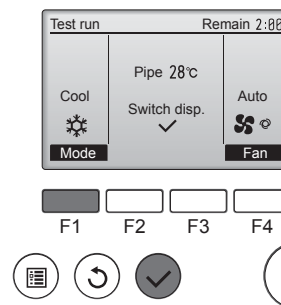 Test run Remain 2:00
Pipe 28℃
Cool Auto
Switch disp.
Mode Fan
F1 F2 F3 F4